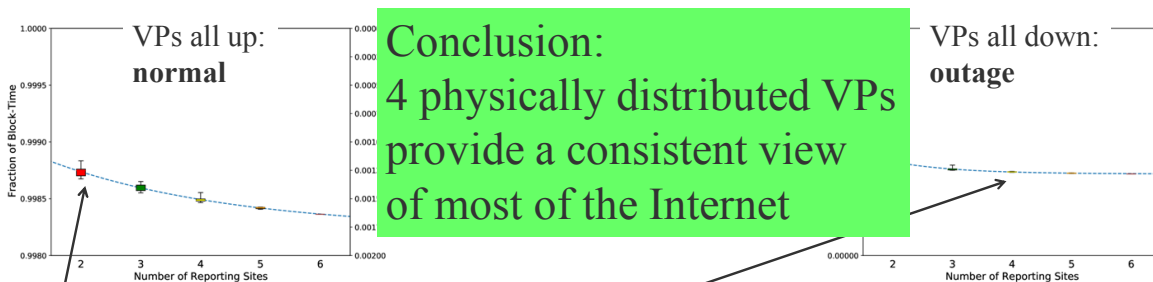 VPs all up:
normal
Conclusion:
4 physically distributed VPs
provide a consistent view
of most of the Internet
VPs all down:
outage
Fraction of Block-Time
1.0000
0.9995
0.9990
0.9985
0.9980
2 3 4 5 6
Number of Reporting Sites
0.00200
0.00000
2 3 4 5 6
Number of Reporting Sites